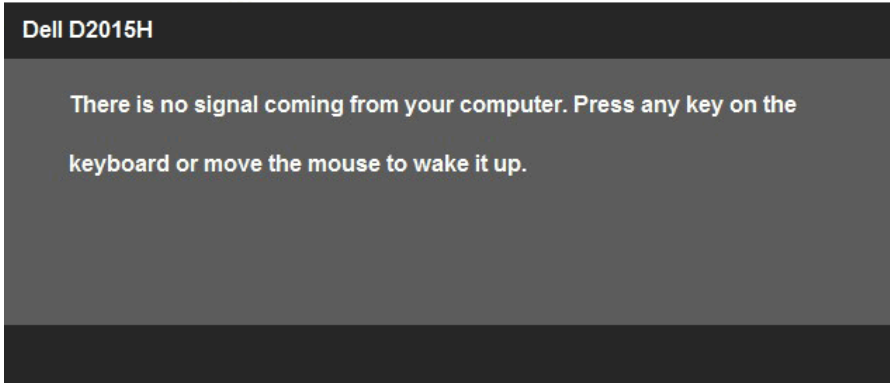 Dell D2015H
There is no signal coming from your computer. Press any key on the
keyboard or move the mouse to wake it up.